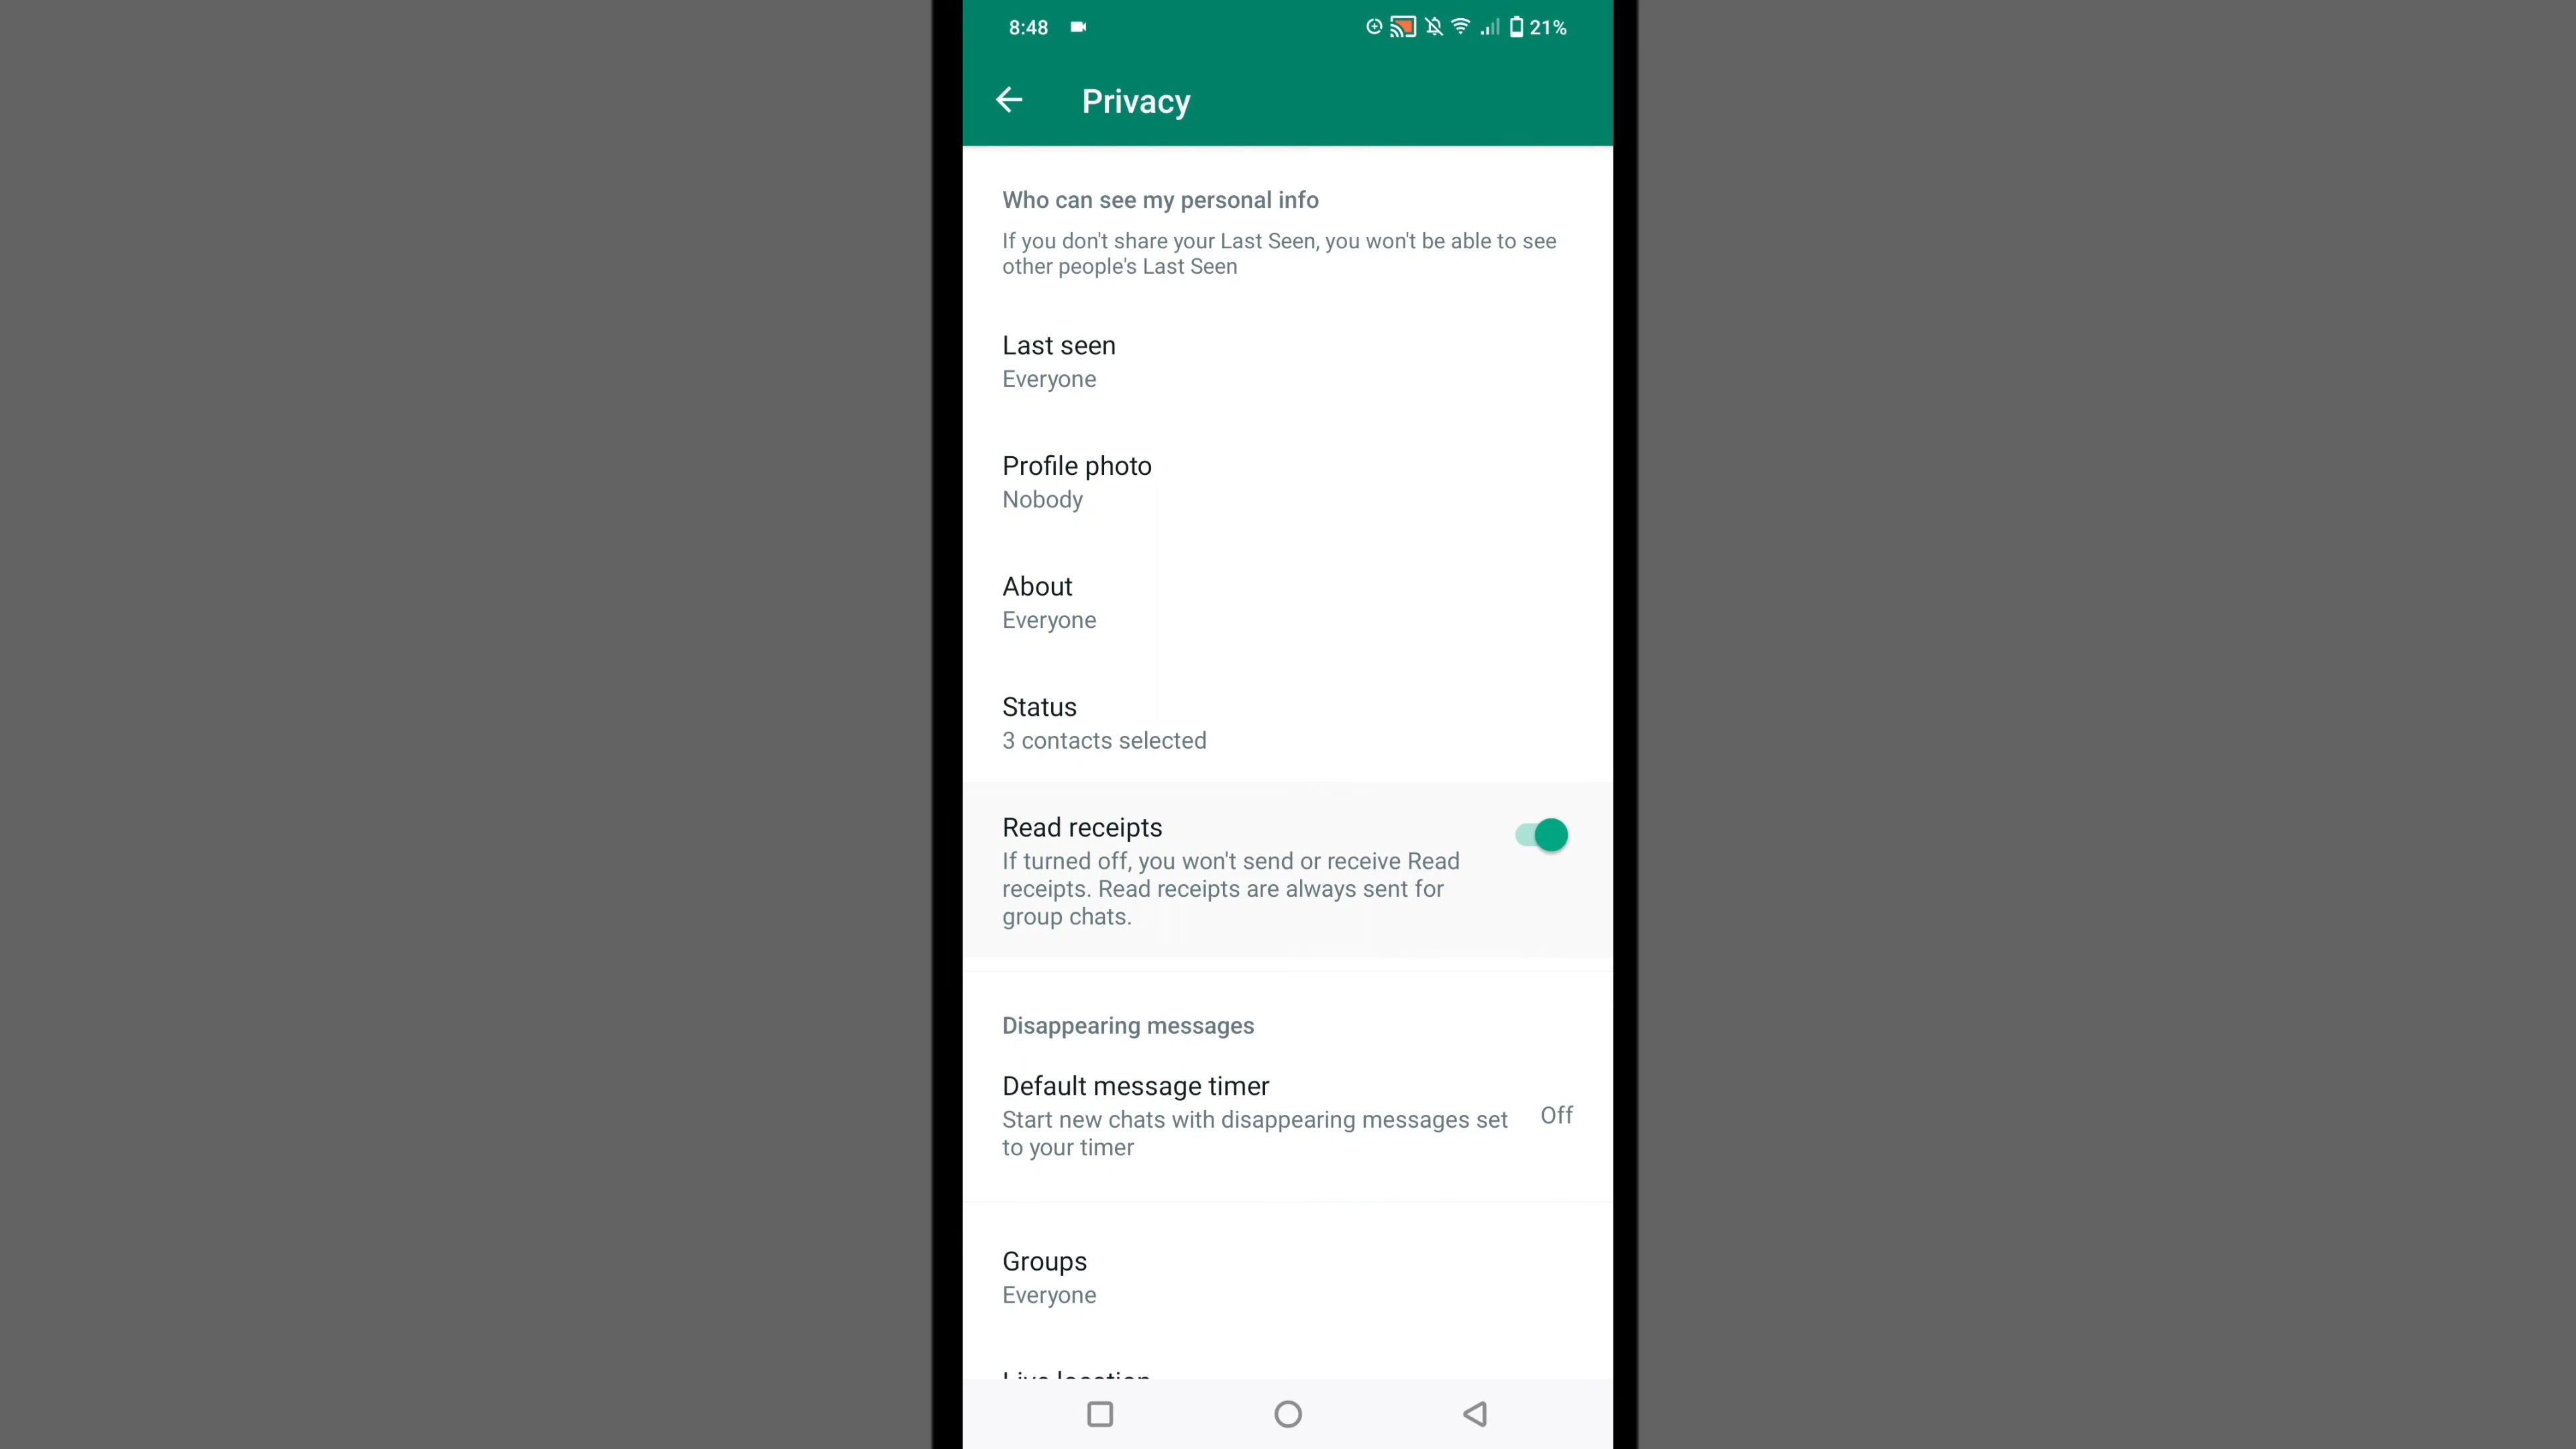 8:48
21%
Privacy
Who can see my personal info
If you don't share your Last Seen, you won't be able to see
other people's Last Seen
Last seen
Everyone
Profile photo
Nobody
About
Everyone
Status
3 contacts selected
Read receipts
If turned off, you won't send or receive Read
receipts. Read receipts are always sent for
group chats.
Disappearing messages
Default message timer
Start new chats with disappearing messages set
to your timer
Off
Groups
Everyone
Live location